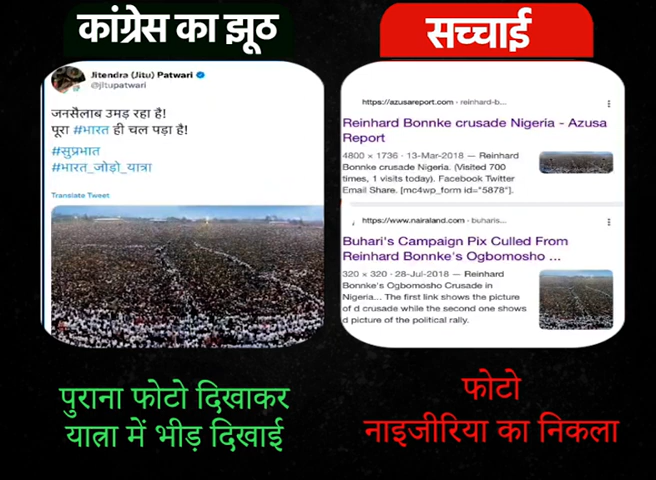 कांग्रेस का झूठ
सच्चाई
Jitendra (Jitu) Patwari
@jitupatwari
जनसैलाब उमड़ रहा है!
पूरा #भारत ही चल पड़ा है!
#सुप्रभात
#भारत_जोड़ो_यात्रा
Translate Tweet
https://azusareport.com › reinhard-b...
Reinhard Bonnke crusade Nigeria - Azusa
Report
4800 × 1736 · 13-Mar-2018 — Reinhard
Bonnke crusade Nigeria. (Visited 700
times, 1 visits today). Facebook Twitter
Email Share. [mc4wp_form id="5878"].
https://www.nairaland.com › buharis...
Buhari's Campaign Pix Culled From
Reinhard Bonnke's Ogbomosho ...
320 × 320 · 28-Jul-2018 — Reinhard
Bonnke's Ogbomosho Crusade in
Nigeria... The first link shows the picture
of d crusade while the second one shows
d picture of the political rally.
पुराना फोटो दिखाकर
यात्रा में भीड़ दिखाई
फोटो
नाइजीरिया का निकला